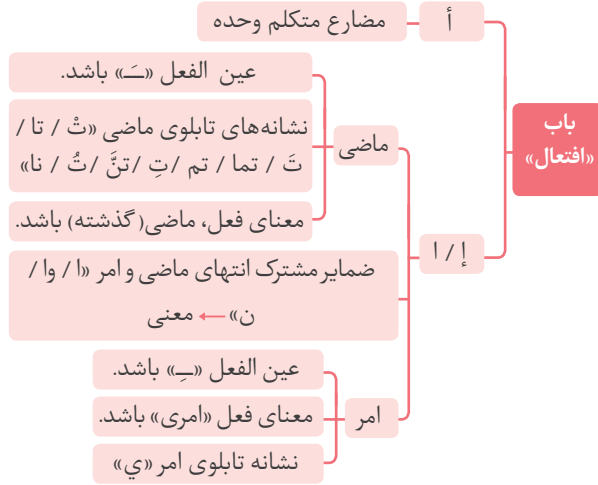 باب
«افتعال»
أ
مضارع متکلم وحده
إ / ا
ماضی
عین الفعل «ـَـ» باشد.
نشانه‌های تابلوی ماضی «تْ / تا /
تَ / تما / تم /تِ /تنَّ /تُ / نا»
معنای فعل، ماضی(گذشته) باشد.
ضمایر مشترک انتهای ماضی و امر «ا / وا /
ن» ← معنی
امر
عین الفعل «ـِـ» باشد.
معنای فعل «امری» باشد.
نشانه تابلوی امر «ي»